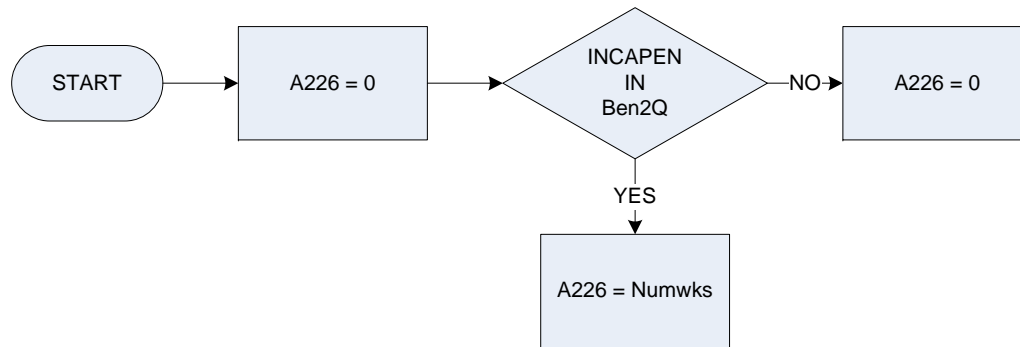 START
A226 = 0
INCAPEN
IN
Ben2Q
NO
A226 = 0
YES
A226 = Numwks